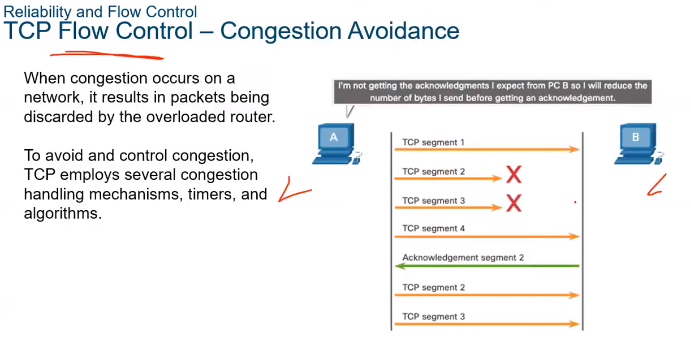 Reliability and Flow Control
TCP Flow Control – Congestion Avoidance
When congestion occurs on a
network, it results in packets being
discarded by the overloaded router.
To avoid and control congestion,
TCP employs several congestion
handling mechanisms, timers, and
algorithms.
I'm not getting the acknowledgments I expect from PC B so I will reduce the
number of bytes I send before getting an acknowledgement.
A
B
TCP segment 1
TCP segment 2
X
TCP segment 3
X
TCP segment 4
Acknowledgement segment 2
TCP segment 2
TCP segment 3